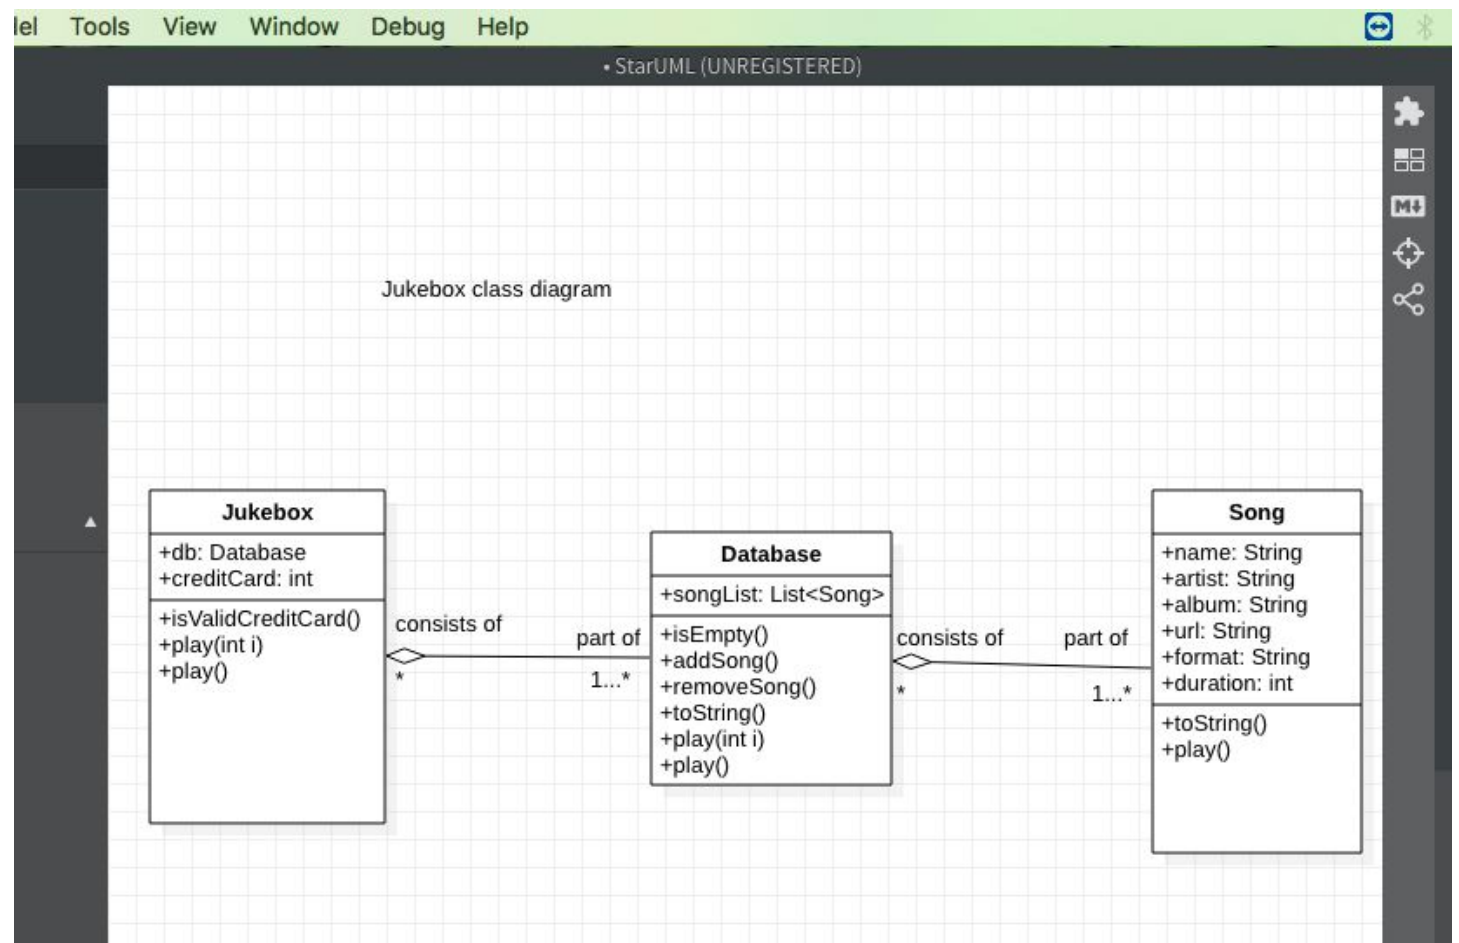 lel Tools View Window Debug Help
• StarUML (UNREGISTERED)
M
Jukebox class diagram
Jukebox
+db: Database
+creditCard: int
+isValidCreditCard()
+play(int i)
+play()
consists of
*
part of
1...*
Database
+songList: List<Song>
+isEmpty()
+addSong()
+removeSong()
+toString()
+play(int i)
+play()
consists of
*
part of
1...*
Song
+name: String
+artist: String
+album: String
+url: String
+format: String
+duration: int
+toString()
+play()